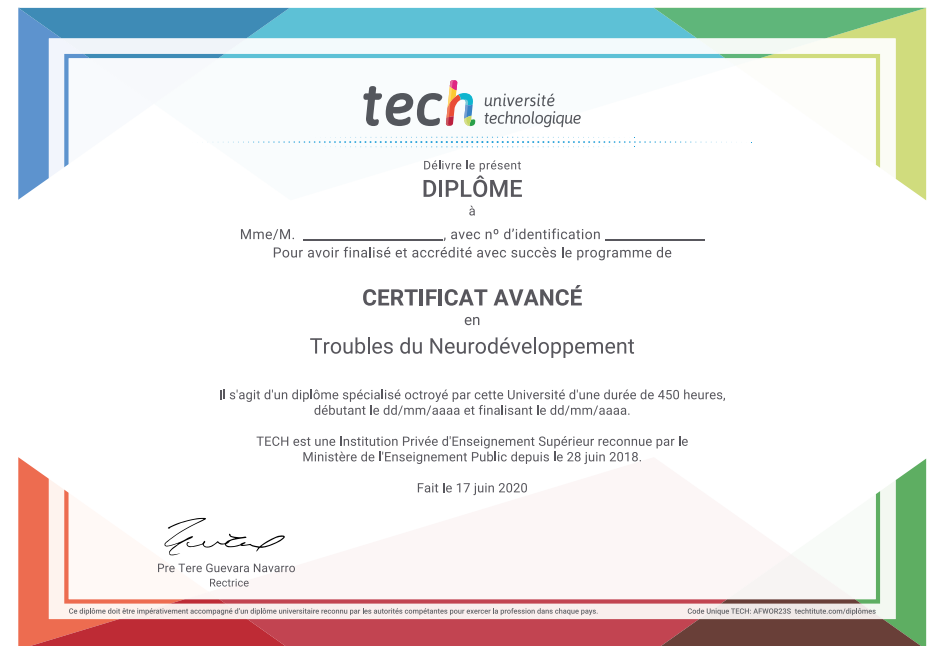 tech université
technologique
Délivre le présent
DIPLÔME
à
Mme/M. ____________________, avec nº d'identification ______________
Pour avoir finalisé et accrédité avec succès le programme de
CERTIFICAT AVANCÉ
en
Troubles du Neurodéveloppement
Il s'agit d'un diplôme spécialisé octroyé par cette Université d'une durée de 450 heures,
débutant le dd/mm/aaaa et finalisant le dd/mm/aaaa.
TECH est une Institution Privée d'Enseignement Supérieur reconnue par le
Ministère de l'Enseignement Public depuis le 28 juin 2018.
Fait le 17 juin 2020
Pre Tere Guevara Navarro
Rectrice
Ce diplôme doit être impérativement accompagné d'un diplôme universitaire reconnu par les autorités compétantes pour exercer la profession dans chaque pays.
Code Unique TECH: AFWOR23S techtitute.com/diplômes